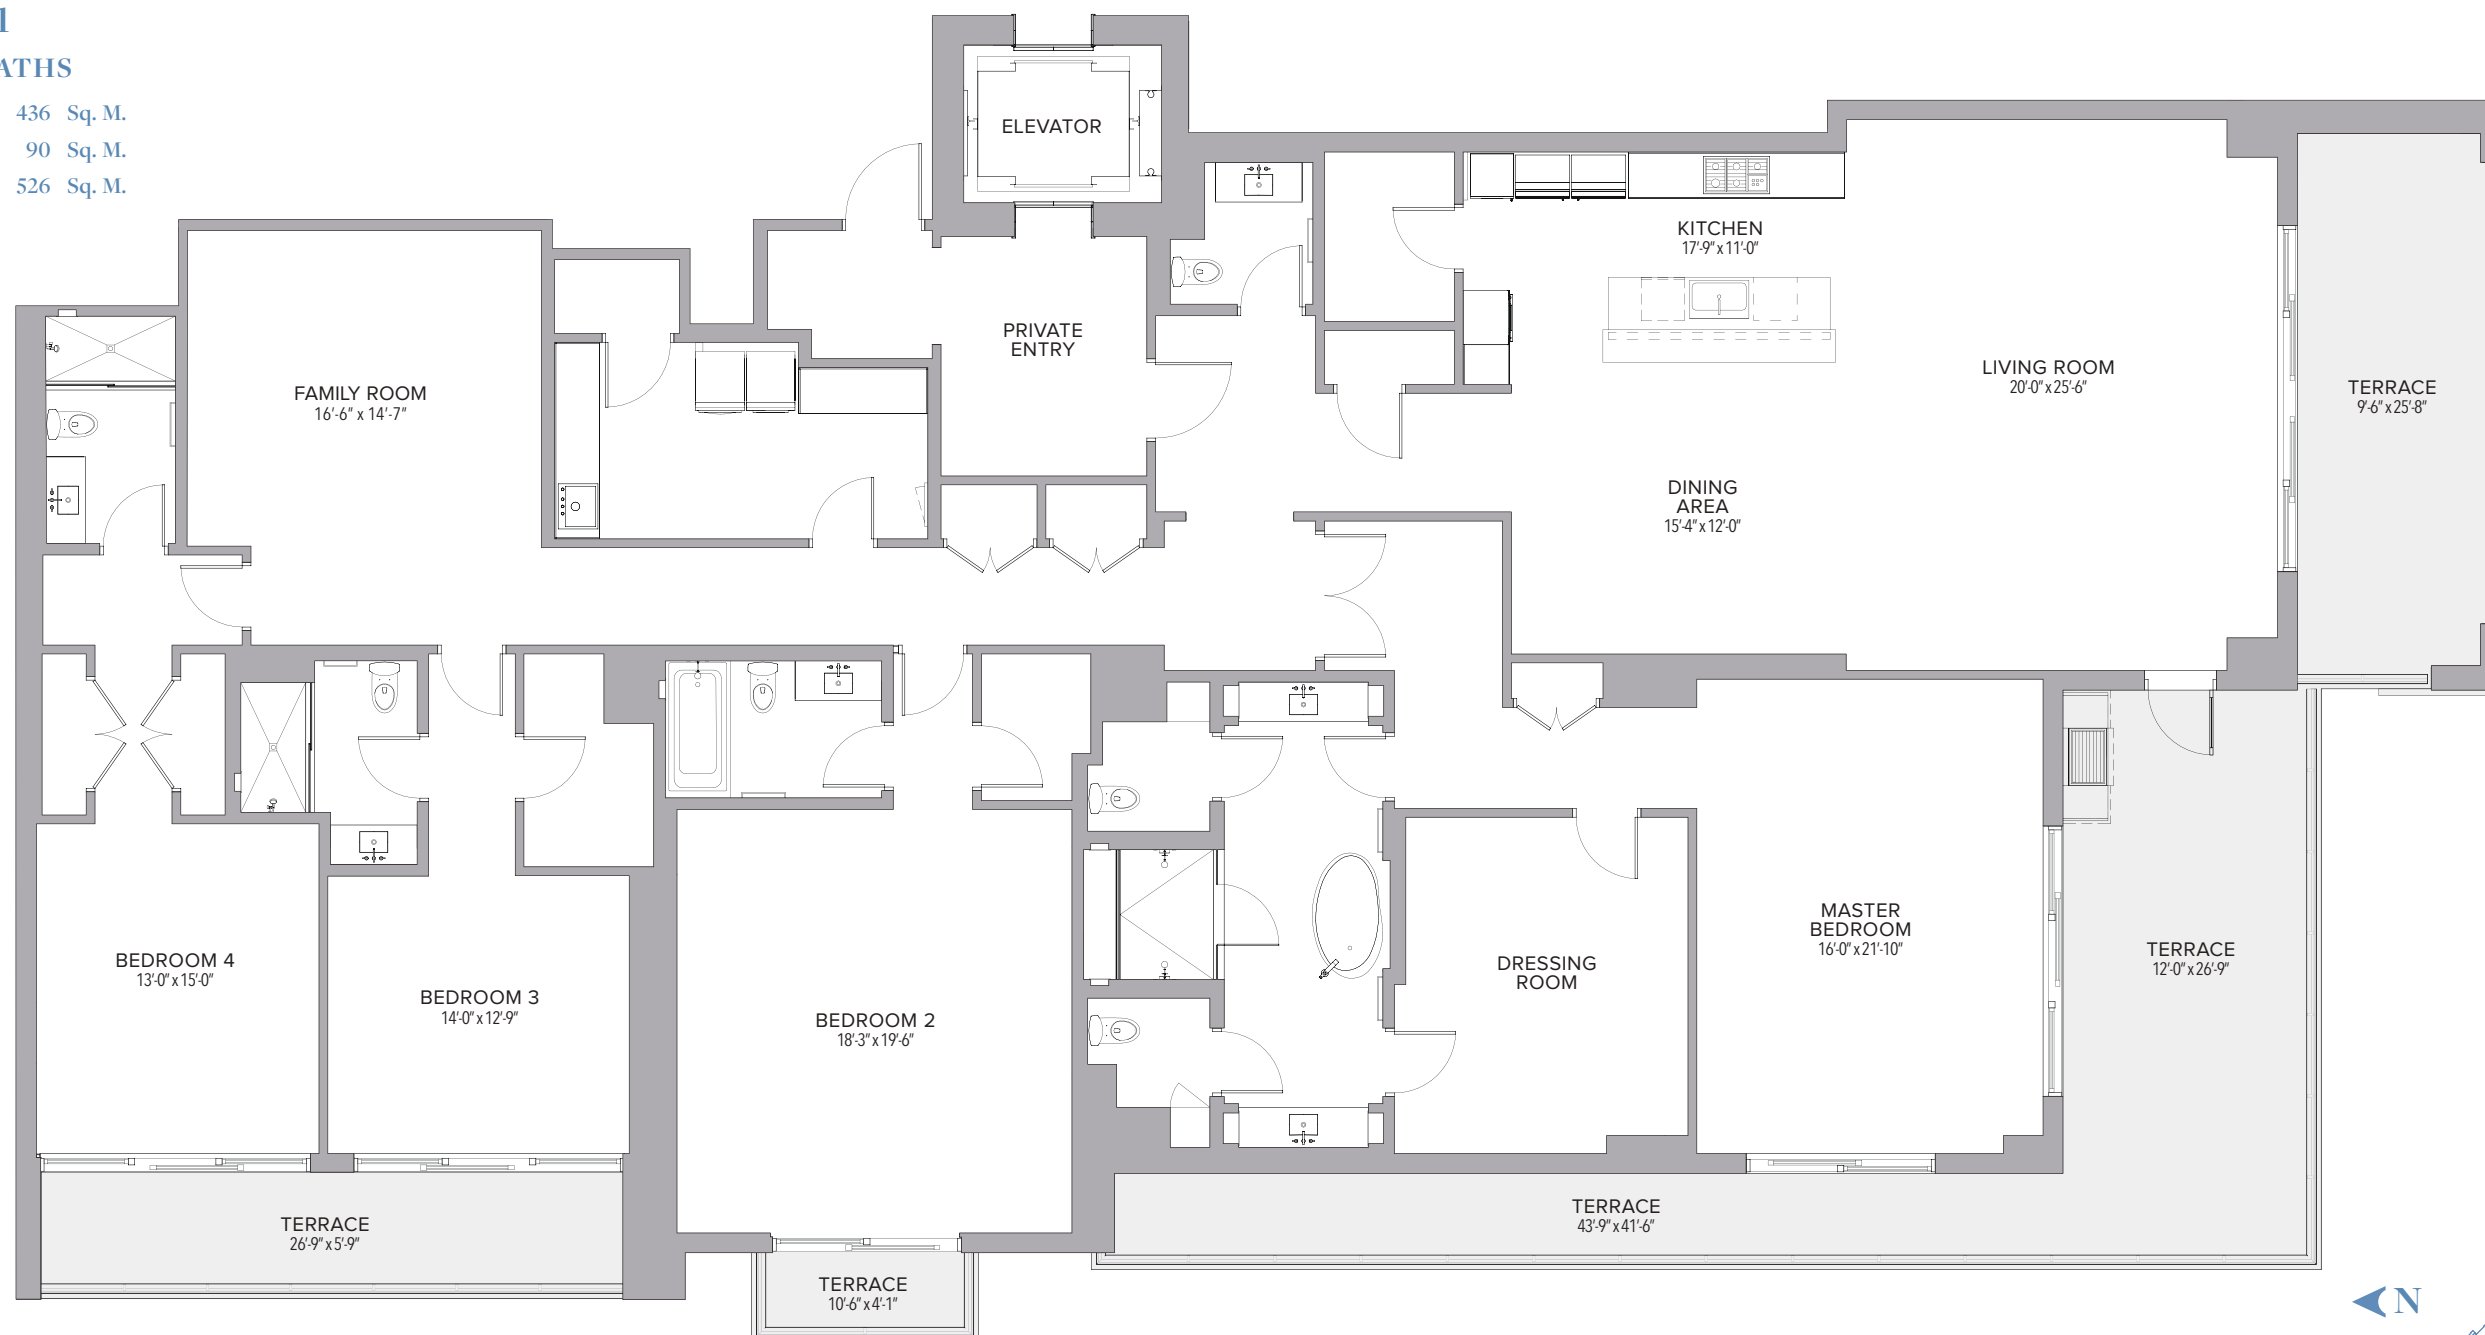 1
ATHS
436 Sq. M.
90 Sq. M.
526 Sq. M.
ELEVATOR
KITCHEN
17'-9" x 11'-0"
PRIVATE
ENTRY
LIVING ROOM
20'-0" x 25'-6"
TERRACE
9'-6" x 25'-8"
FAMILY ROOM
16'-6" x 14'-7"
DINING
AREA
15'-4" x 12'-0"
MASTER
BEDROOM
16'-0" x 21'-10"
TERRACE
12'-0" x 26'-9"
DRESSING
ROOM
BEDROOM 4
13'-0" x 15'-0"
BEDROOM 3
14'-0" x 12'-9"
BEDROOM 2
18'-3" x 19'-6"
TERRACE
43'-9" x 41'-6"
TERRACE
26'-9" x 5'-9"
TERRACE
10'-6" x 4'-1"
N